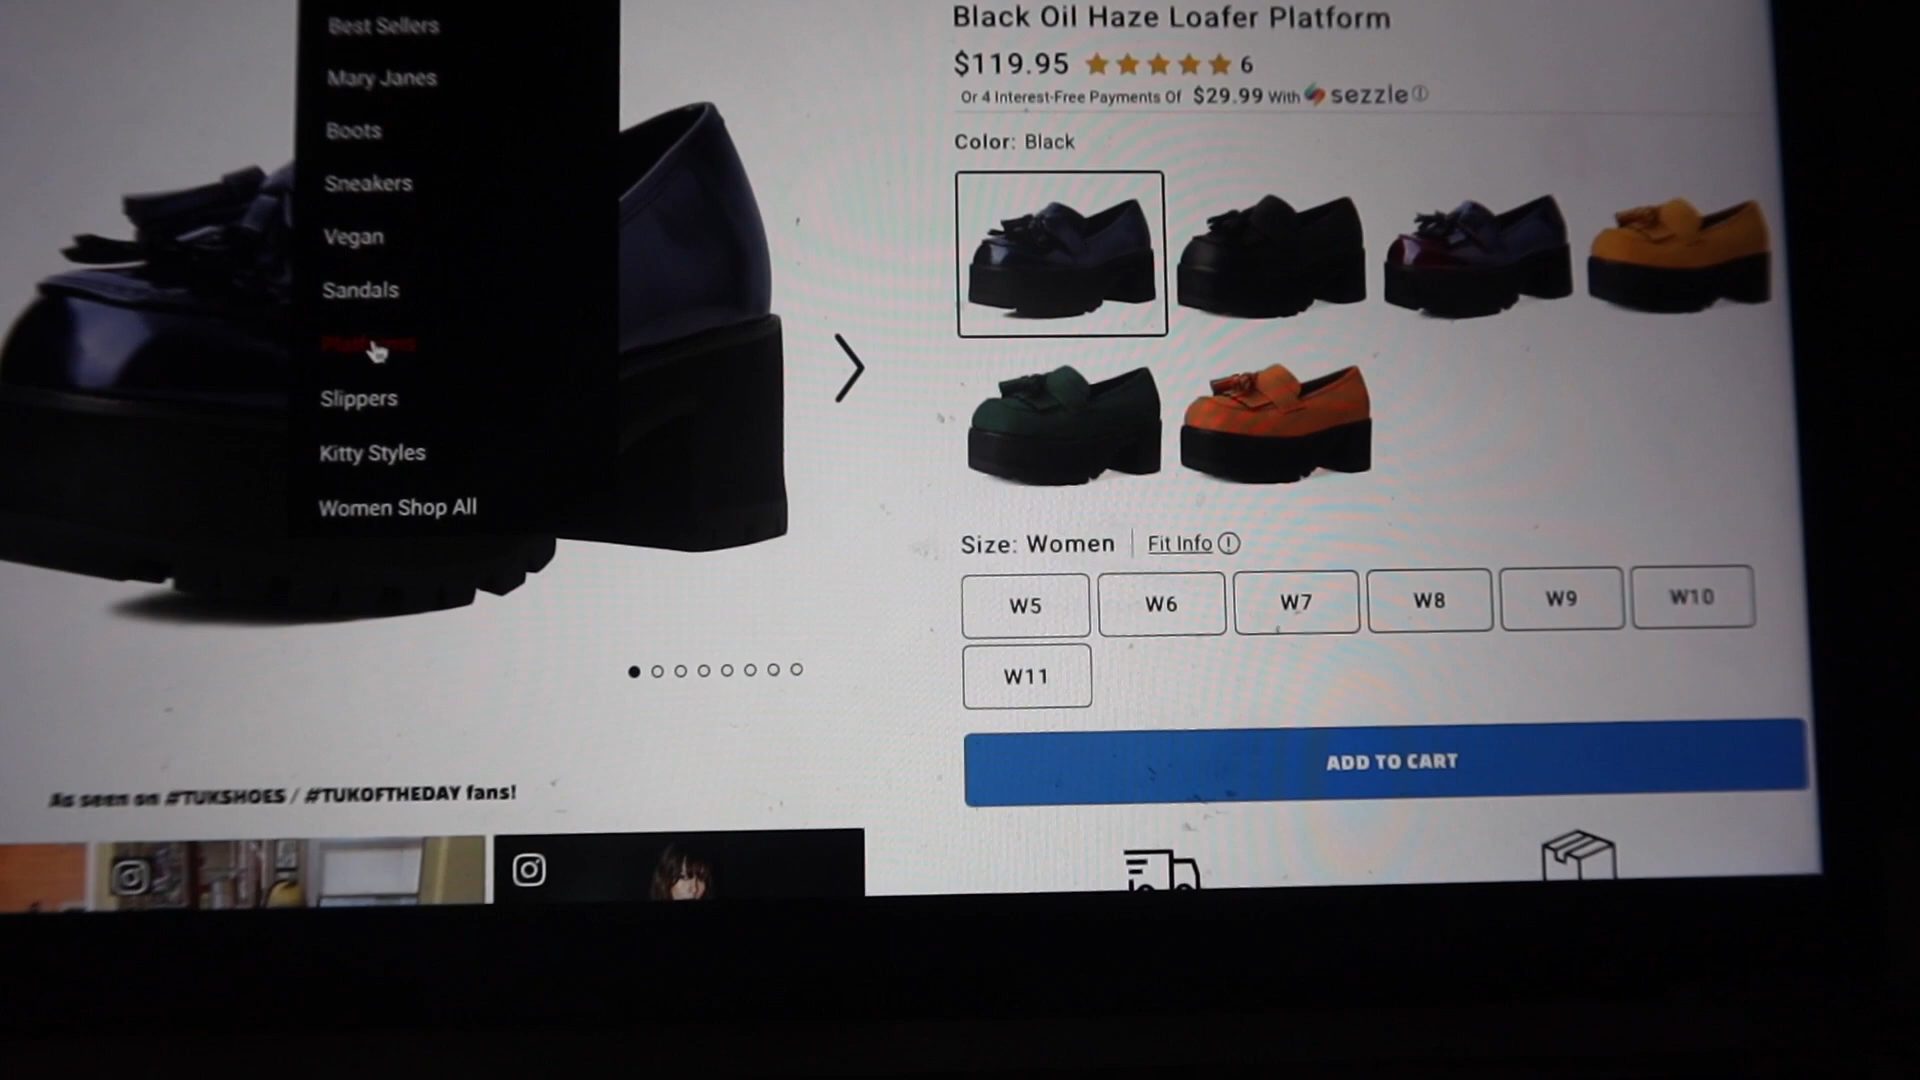 Best Sellers
Mary Janes
Boots
Sneakers
Vegan
Sandals
Platforms
Slippers
Kitty Styles
Women Shop All
Black Oil Haze Loafer Platform
$119.95 6
Or 4 Interest-Free Payments Of $29.99 With sezzle
Color: Black
Size: Women Fit Info
W5 W6 W7 W8 W9 W10
W11
ADD TO CART
As seen on #TUKSHOES / #TUKOFTHEDAY fans!